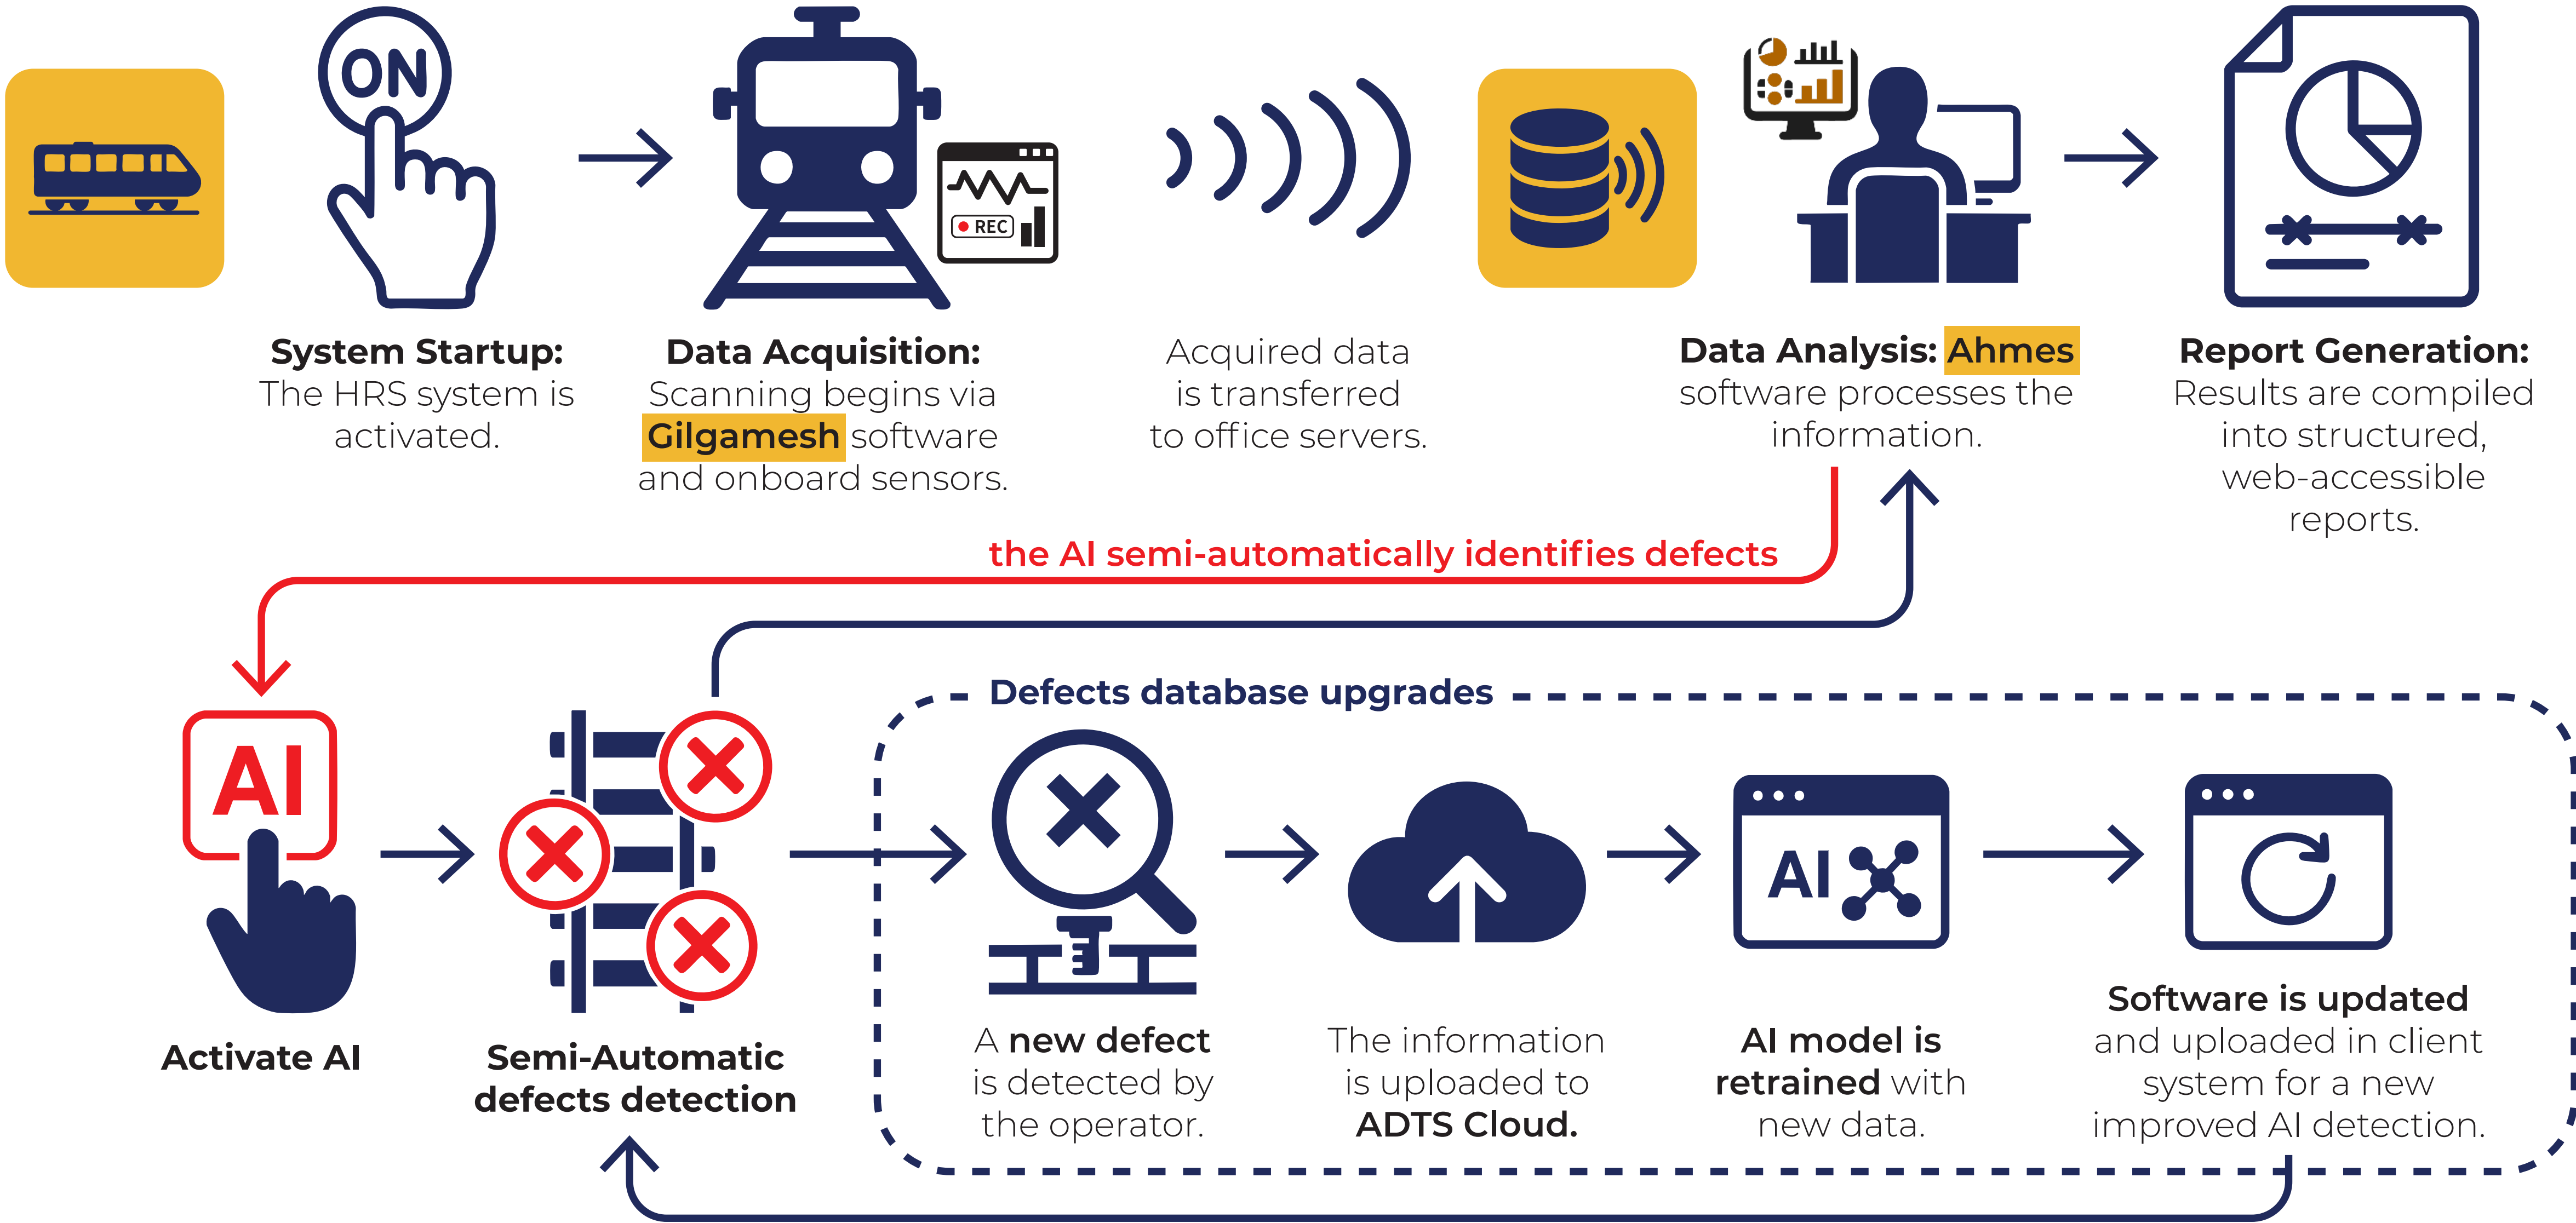 ON
REC
System Startup:
The HRS system is
activated.
Data Acquisition:
Scanning begins via
Gilgamesh software
and onboard sensors.
Acquired data
is transferred
to office servers.
Data Analysis: Ahmes
software processes the
information.
Report Generation:
Results are compiled
into structured,
web-accessible
reports.
the AI semi-automatically identifies defects
Defects database upgrades
AI
Activate AI
Semi-Automatic
defects detection
A new defect
is detected by
the operator.
The information
is uploaded to
ADTS Cloud.
AI
AI model is
retrained with
new data.
Software is updated
and uploaded in client
system for a new
improved AI detection.